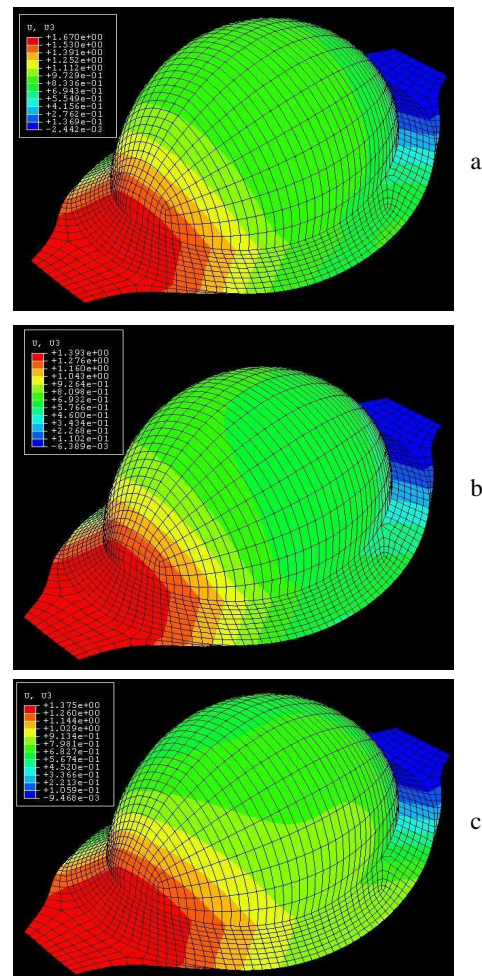 U, U3
+1.670e+00
+1.530e+00
+1.391e+00
+1.252e+00
+1.112e+00
+9.729e-01
+8.336e-01
+6.943e-01
+5.549e-01
+4.156e-01
+2.762e-01
+1.369e-01
-2.442e-03
a
U, U3
+1.393e+00
+1.276e+00
+1.160e+00
+1.043e+00
+9.264e-01
+8.098e-01
+6.932e-01
+5.766e-01
+4.600e-01
+3.434e-01
+2.268e-01
+1.102e-01
-6.389e-03
b
U, U3
+1.375e+00
+1.260e+00
+1.144e+00
+1.029e+00
+9.134e-01
+7.981e-01
+6.827e-01
+5.674e-01
+4.520e-01
+3.366e-01
+2.213e-01
+1.059e-01
-9.468e-03
c